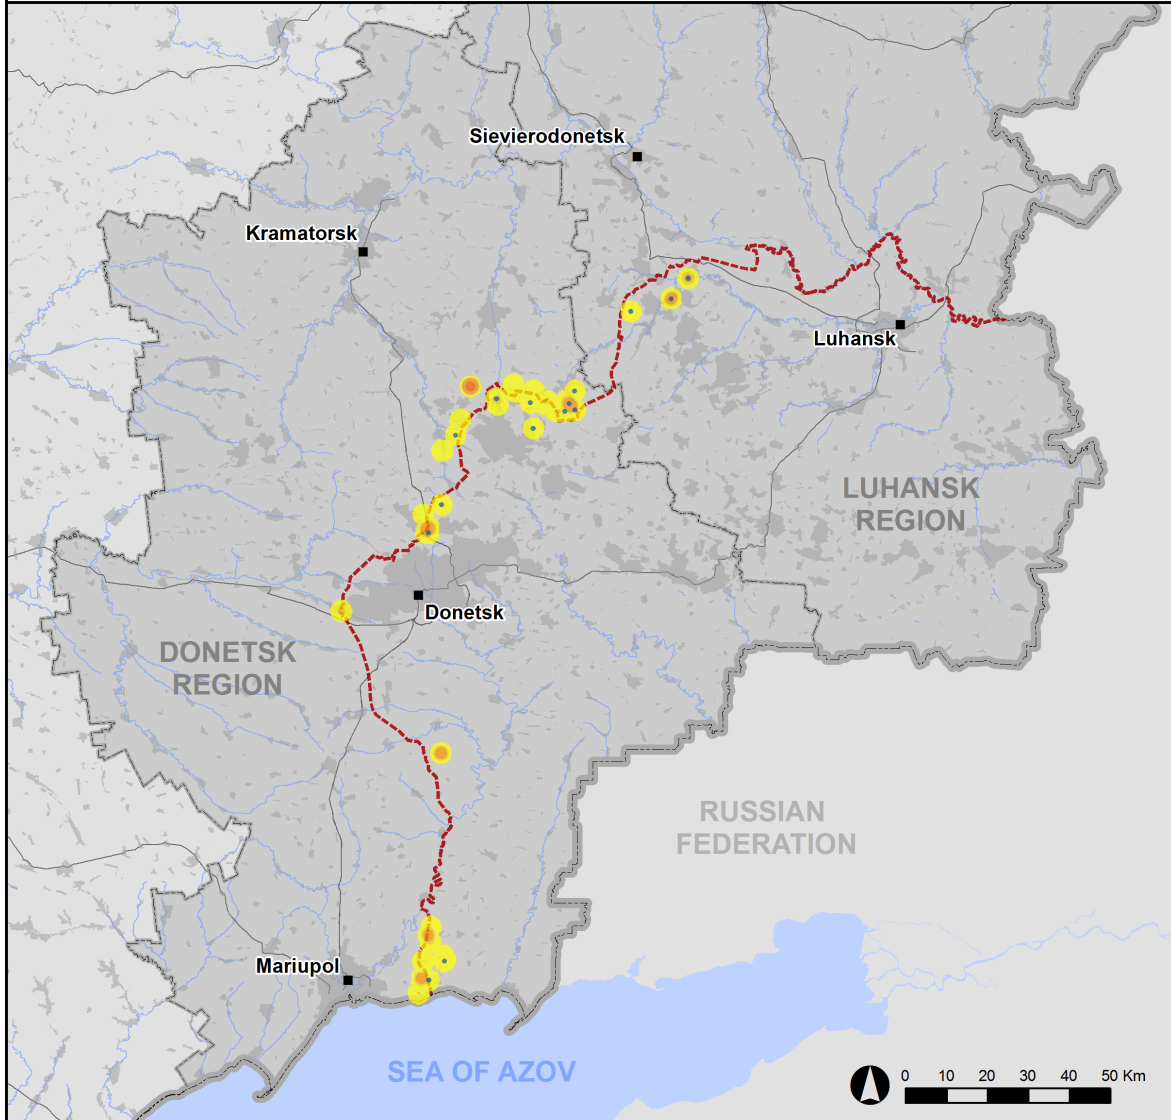 Sievierodonetsk
Kramatorsk
Luhansk
LUHANSK
REGION
Donetsk
DONETSK
REGION
RUSSIAN
FEDERATION
Mariupol
SEA OF AZOV
0 10 20 30 40 50 Km